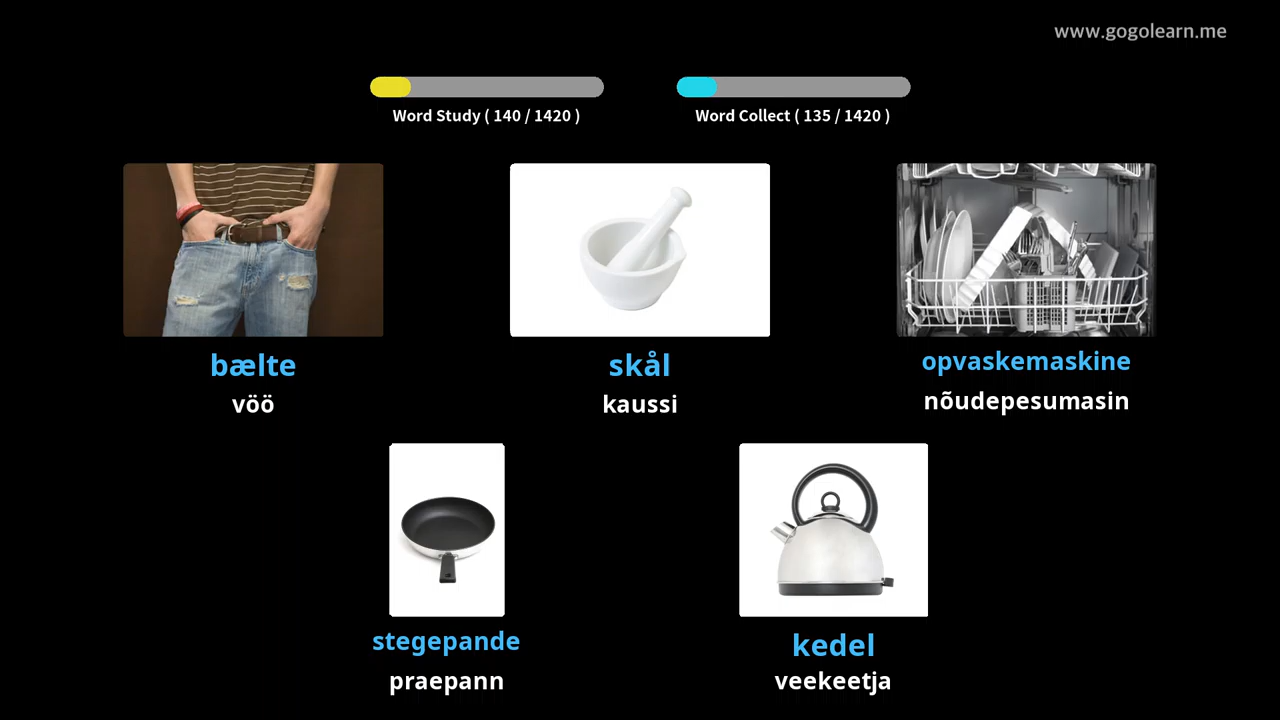 www.gogolearn.me
Word Study ( 140 / 1420 )
Word Collect ( 135 / 1420 )
bælte
vöö
skål
kaussi
opvaskemaskine
nõudepesumasin
stegepande
praepann
kedel
veekeetja